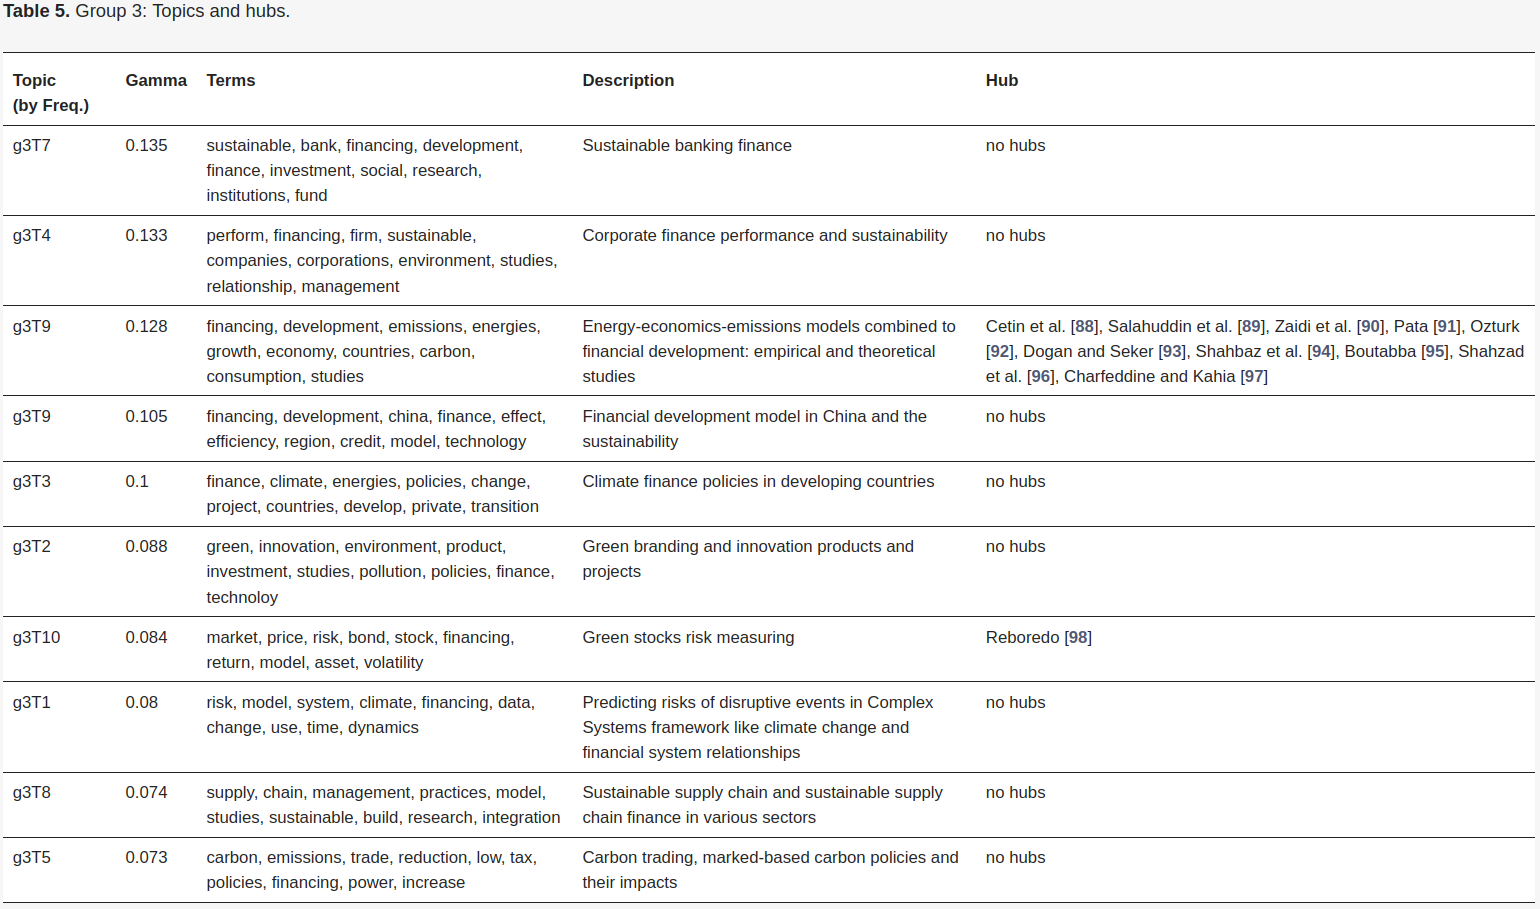 Table 5. Group 3: Topics and hubs.
Topic (by Freq.) Gamma Terms Description Hub
g3T7 0.135 sustainable, bank, financing, development, finance, investment, social, research, institutions, fund Sustainable banking finance no hubs
g3T4 0.133 perform, financing, firm, sustainable, companies, corporations, environment, studies, relationship, management Corporate finance performance and sustainability no hubs
g3T9 0.128 financing, development, emissions, energies, growth, economy, countries, carbon, consumption, studies Energy-economics-emissions models combined to financial development: empirical and theoretical studies Cetin et al. [88], Salahuddin et al. [89], Zaidi et al. [90], Pata [91], Ozturk [92], Dogan and Seker [93], Shahbaz et al. [94], Boutabba [95], Shahzad et al. [96], Charfeddine and Kahia [97]
g3T9 0.105 financing, development, china, finance, effect, efficiency, region, credit, model, technology Financial development model in China and the sustainability no hubs
g3T3 0.1 finance, climate, energies, policies, change, project, countries, develop, private, transition Climate finance policies in developing countries no hubs
g3T2 0.088 green, innovation, environment, product, investment, studies, pollution, policies, finance, technoloy Green branding and innovation products and projects no hubs
g3T10 0.084 market, price, risk, bond, stock, financing, return, model, asset, volatility Green stocks risk measuring Reboredo [98]
g3T1 0.08 risk, model, system, climate, financing, data, change, use, time, dynamics Predicting risks of disruptive events in Complex Systems framework like climate change and financial system relationships no hubs
g3T8 0.074 supply, chain, management, practices, model, studies, sustainable, build, research, integration Sustainable supply chain and sustainable supply chain finance in various sectors no hubs
g3T5 0.073 carbon, emissions, trade, reduction, low, tax, policies, financing, power, increase Carbon trading, marked-based carbon policies and their impacts no hubs